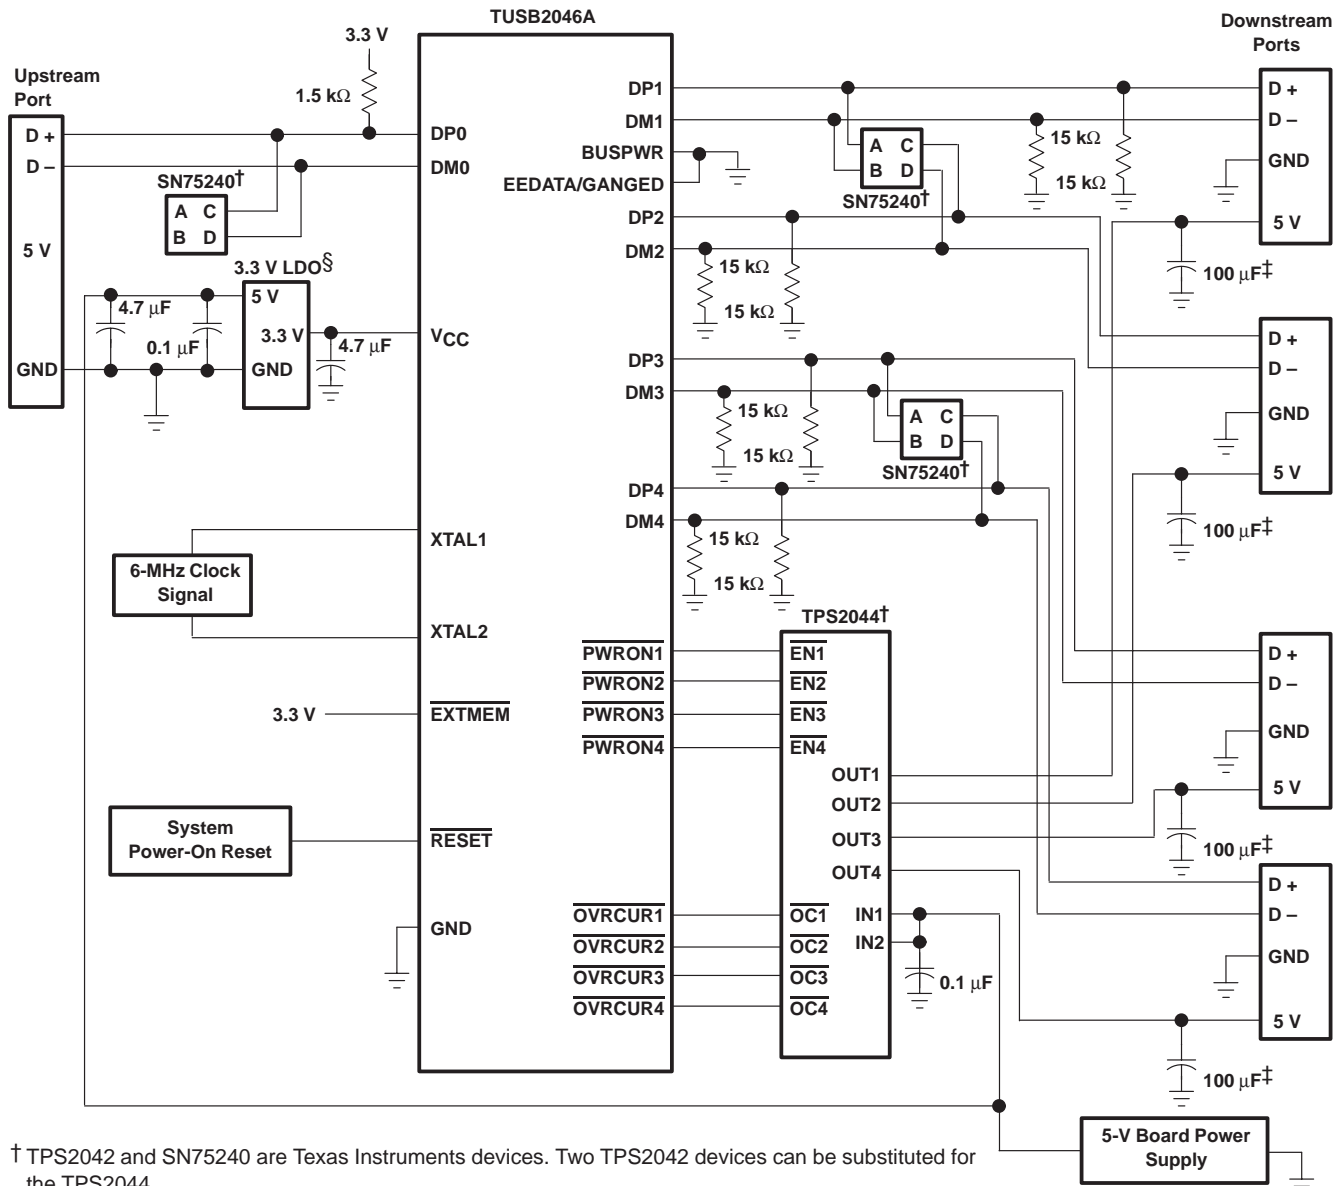 TUSB2046A
Downstream
Ports
3.3 V
Upstream
Port
1.5 kΩ
D +
D –
5 V
GND
SN75240†
A C
B D
3.3 V LDO§
5 V
3.3 V
GND
4.7 μF
0.1 μF
4.7 μF
DP0
DM0
VCC
XTAL1
6-MHz Clock
Signal
XTAL2
3.3 V
EXTMEM
System
Power-On Reset
RESET
GND
DP1
DM1
BUSPWR
EEDATA/GANGED
DP2
DM2
DP3
DM3
DP4
DM4
PWRON1
PWRON2
PWRON3
PWRON4
OVRCUR1
OVRCUR2
OVRCUR3
OVRCUR4
A C
B D
SN75240†
15 kΩ
15 kΩ
15 kΩ
15 kΩ
15 kΩ
15 kΩ
A C
B D
SN75240†
15 kΩ
15 kΩ
TPS2044†
EN1
EN2
EN3
EN4
OUT1
OUT2
OUT3
OUT4
OC1
OC2
OC3
OC4
IN1
IN2
0.1 μF
D +
D –
GND
5 V
100 μF‡
D +
D –
GND
5 V
100 μF‡
D +
D –
GND
5 V
100 μF‡
D +
D –
GND
5 V
100 μF‡
5-V Board Power
Supply
† TPS2042 and SN75240 are Texas Instruments devices. Two TPS2042 devices can be substituted for
the TPS2044